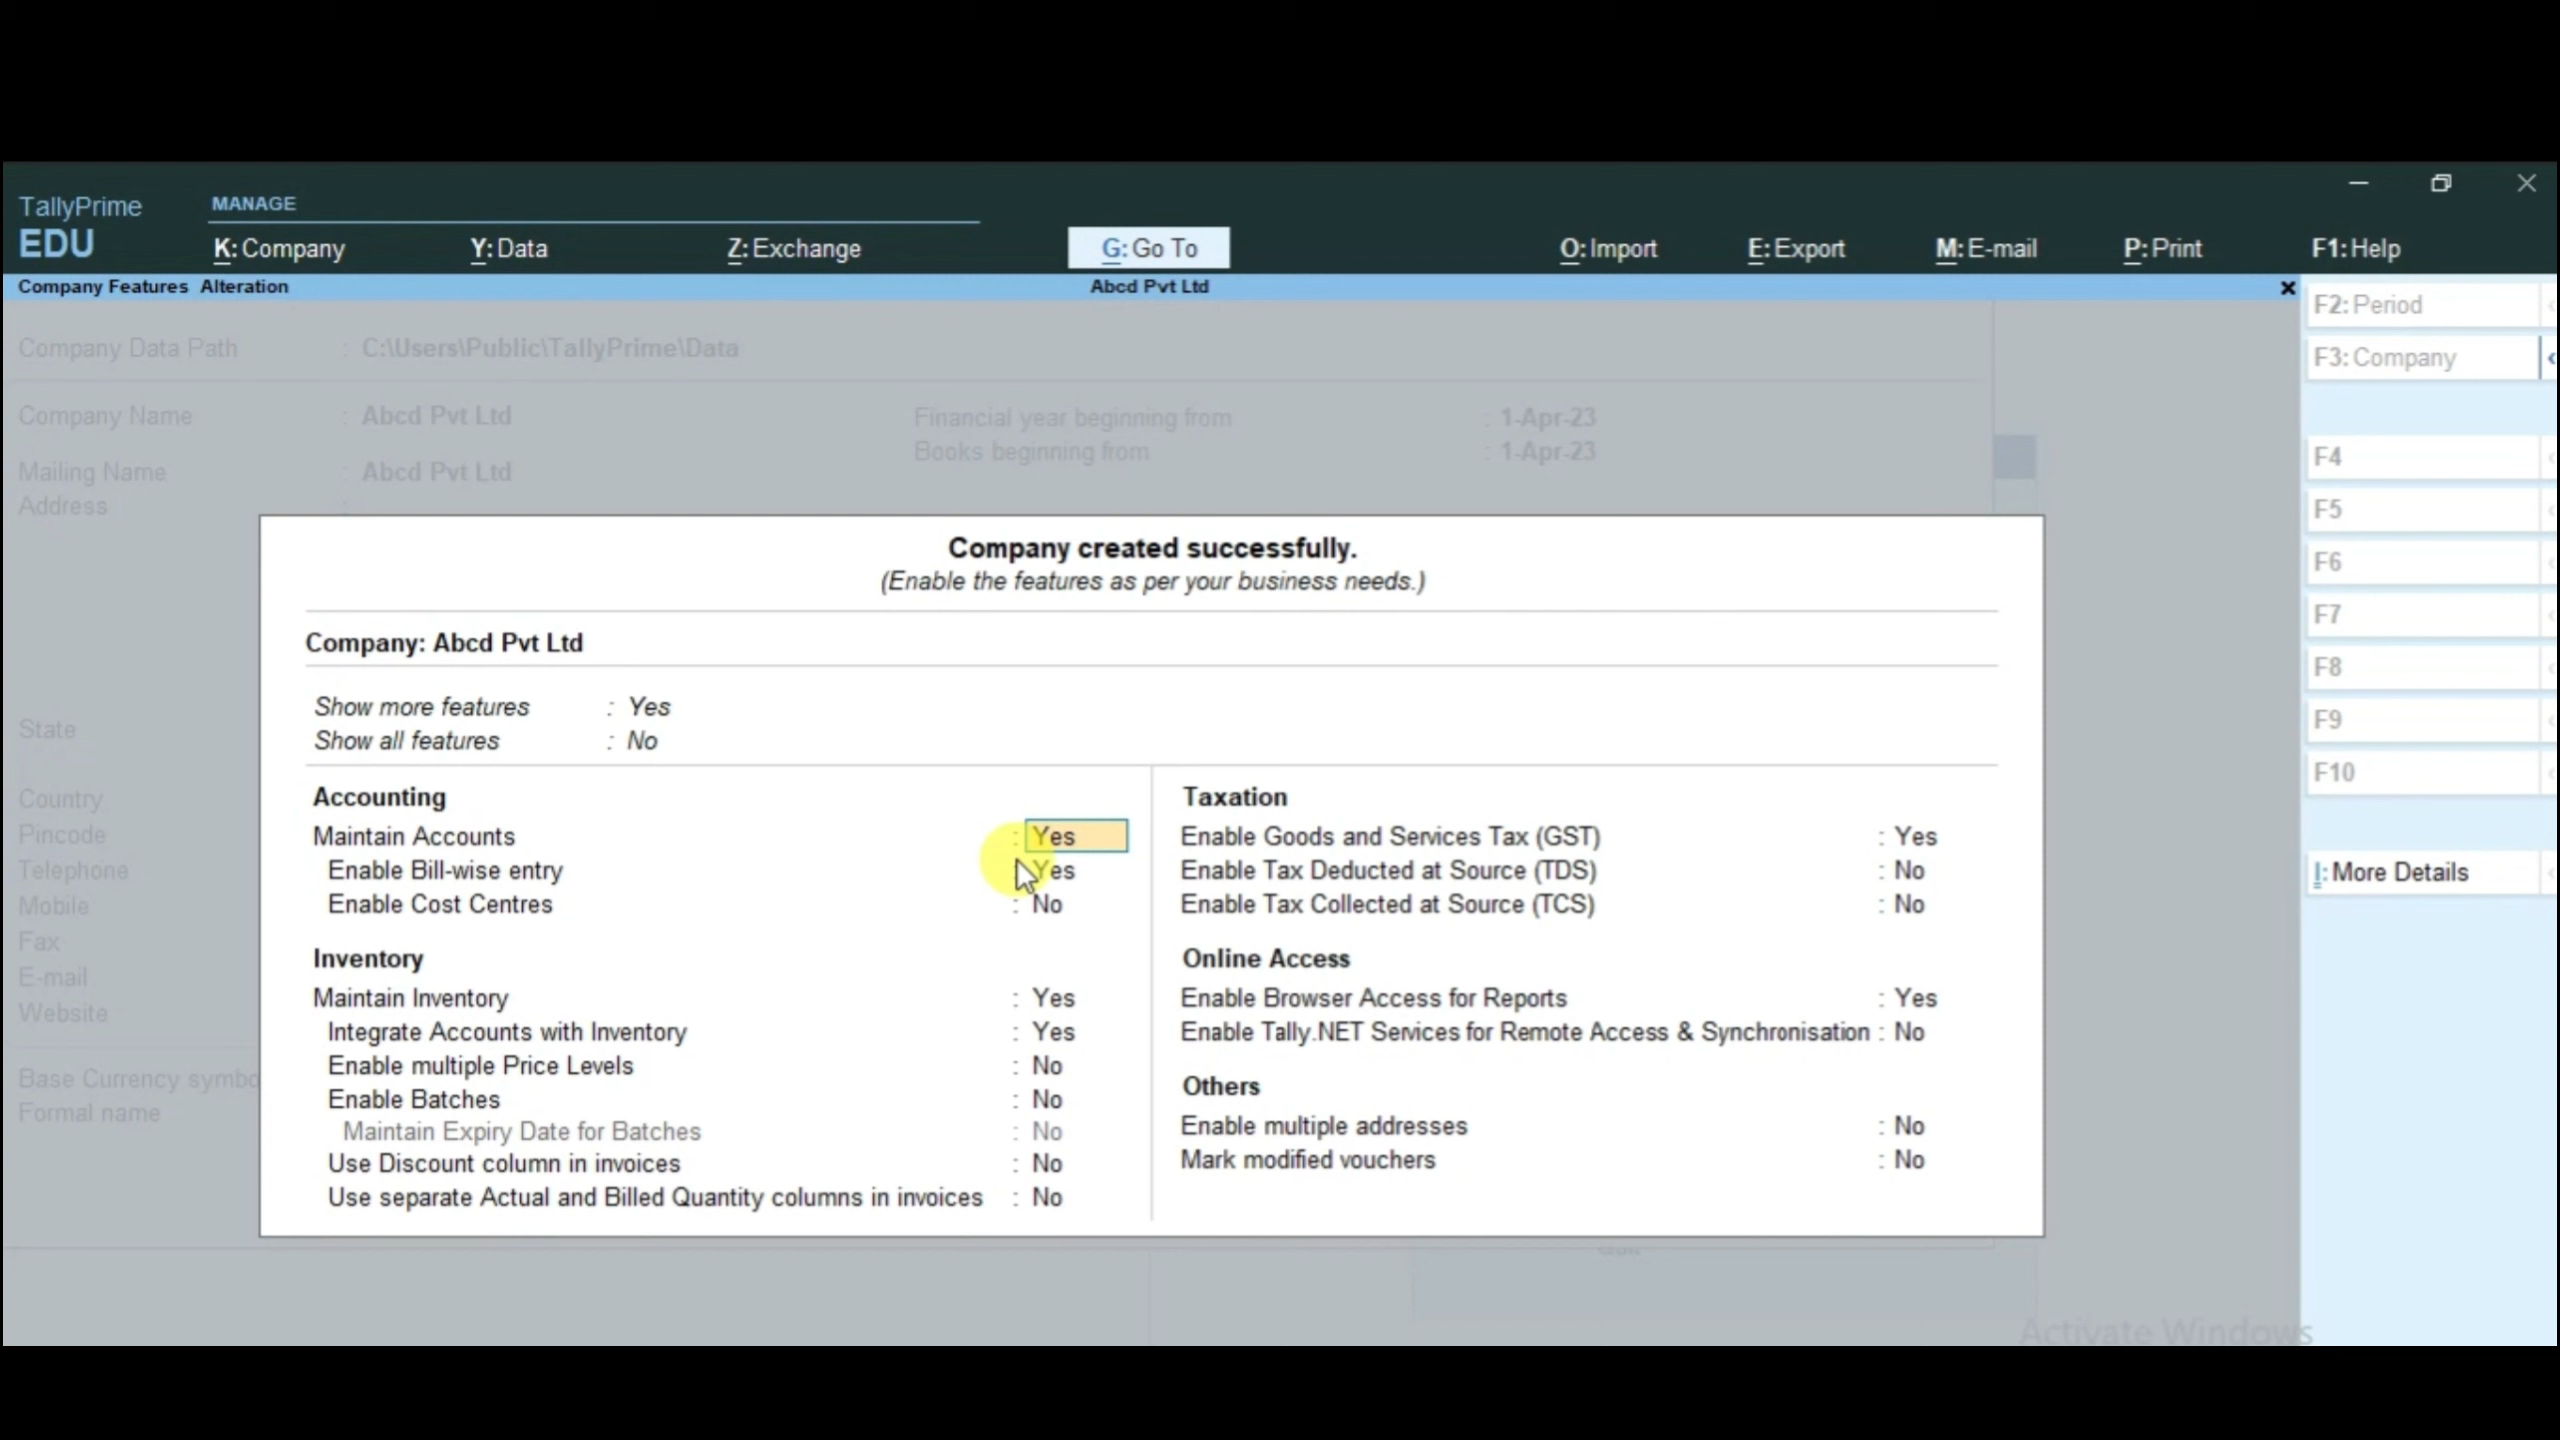 TallyPrime
EDU
MANAGE
K: Company
Y: Data
Z: Exchange
G: Go To
O: Import
E: Export
M: E-mail
P: Print
F1: Help
Company Features Alteration
Abcd Pvt Ltd
Company Data Path : C:\Users\Public\TallyPrime\Data
Company Name : Abcd Pvt Ltd
Financial year beginning from : 1-Apr-23
Books beginning from : 1-Apr-23
Mailing Name : Abcd Pvt Ltd
Address :
State
Country
Pincode
Telephone
Mobile
Fax
E-mail
Website
Base Currency symbo
Formal name
Company created successfully.
(Enable the features as per your business needs.)
Company: Abcd Pvt Ltd
Show more features : Yes
Show all features : No
Accounting
Maintain Accounts : Yes
Enable Bill-wise entry : Yes
Enable Cost Centres : No
Inventory
Maintain Inventory : Yes
Integrate Accounts with Inventory : Yes
Enable multiple Price Levels : No
Enable Batches : No
Maintain Expiry Date for Batches : No
Use Discount column in invoices : No
Use separate Actual and Billed Quantity columns in invoices : No
Taxation
Enable Goods and Services Tax (GST) : Yes
Enable Tax Deducted at Source (TDS) : No
Enable Tax Collected at Source (TCS) : No
Online Access
Enable Browser Access for Reports : Yes
Enable Tally.NET Services for Remote Access & Synchronisation : No
Others
Enable multiple addresses : No
Mark modified vouchers : No
F2: Period
F3: Company
F4
F5
F6
F7
F8
F9
F10
I: More Details
Activate Windows